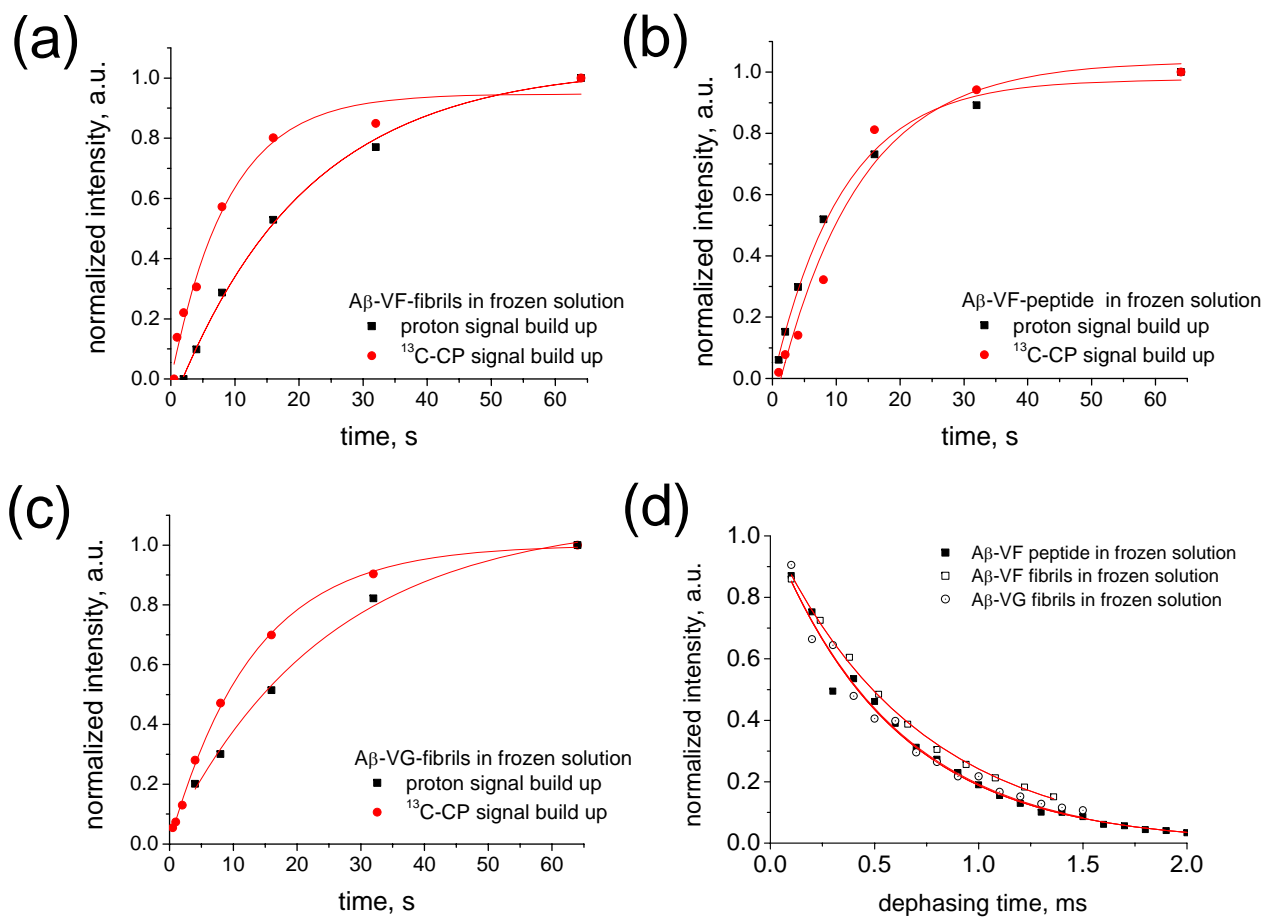 (a)
normalized intensity, a.u.
1.0
0.8
0.6
0.4
0.2
0.0
0 10 20 30 40 50 60
time, s
Aβ-VF-fibrils in frozen solution
proton signal build up
¹³C-CP signal build up
(b)
normalized intensity, a.u.
1.0
0.8
0.6
0.4
0.2
0.0
0 10 20 30 40 50 60
time, s
Aβ-VF-peptide in frozen solution
proton signal build up
¹³C-CP signal build up
(c)
normalized intensity, a.u.
1.0
0.8
0.6
0.4
0.2
0.0
0 10 20 30 40 50 60
time, s
Aβ-VG-fibrils in frozen solution
proton signal build up
¹³C-CP signal build up
(d)
normalized intensity, a.u.
1.0
0.8
0.6
0.4
0.2
0.0
0.0 0.5 1.0 1.5 2.0
dephasing time, ms
Aβ-VF peptide in frozen solution
Aβ-VF fibrils in frozen solution
Aβ-VG fibrils in frozen solution